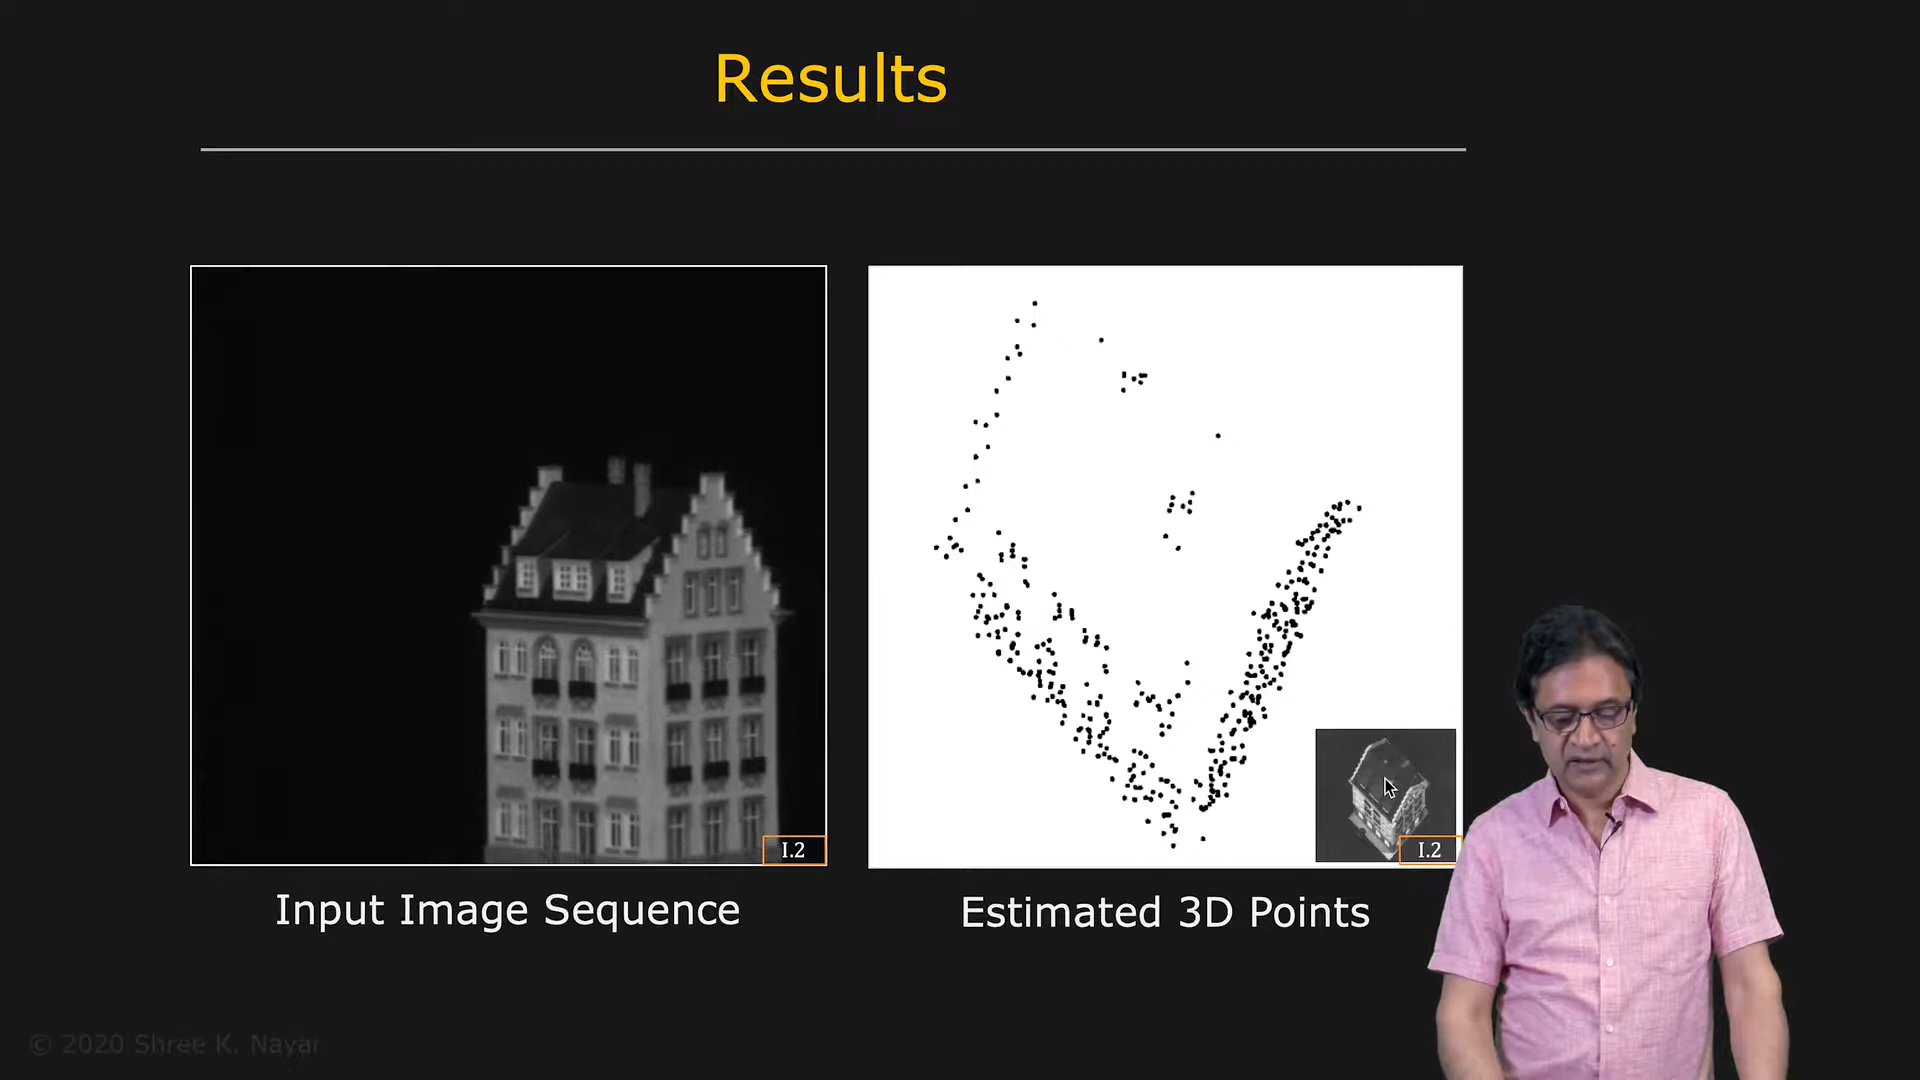 Results
I.2
I.2
Input Image Sequence
Estimated 3D Points
© 2020 Shree K. Nayar